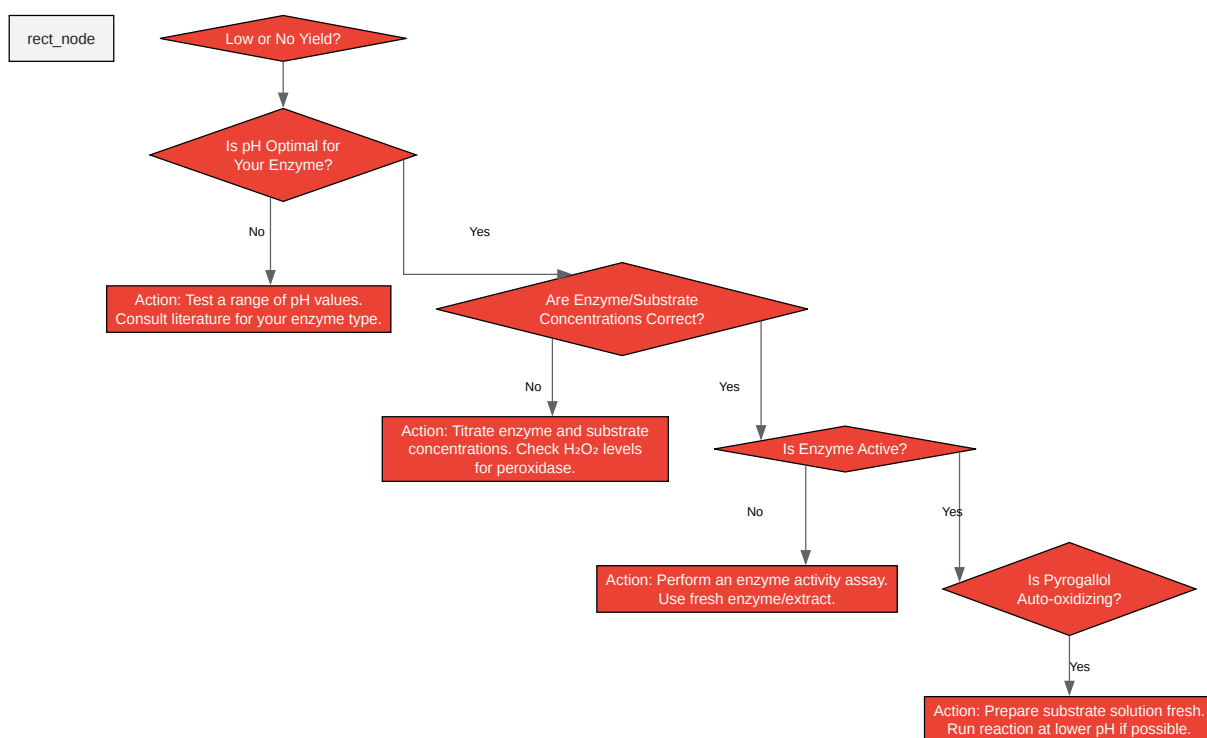 rect_node
Low or No Yield?
Is pH Optimal for
Your Enzyme?
No
Yes
Action: Test a range of pH values.
Consult literature for your enzyme type.
Are Enzyme/Substrate
Concentrations Correct?
No
Yes
Action: Titrate enzyme and substrate
concentrations. Check H₂O₂ levels
for peroxidase.
Is Enzyme Active?
No
Yes
Action: Perform an enzyme activity assay.
Use fresh enzyme/extract.
Is Pyrogallol
Auto-oxidizing?
Yes
Action: Prepare substrate solution fresh.
Run reaction at lower pH if possible.